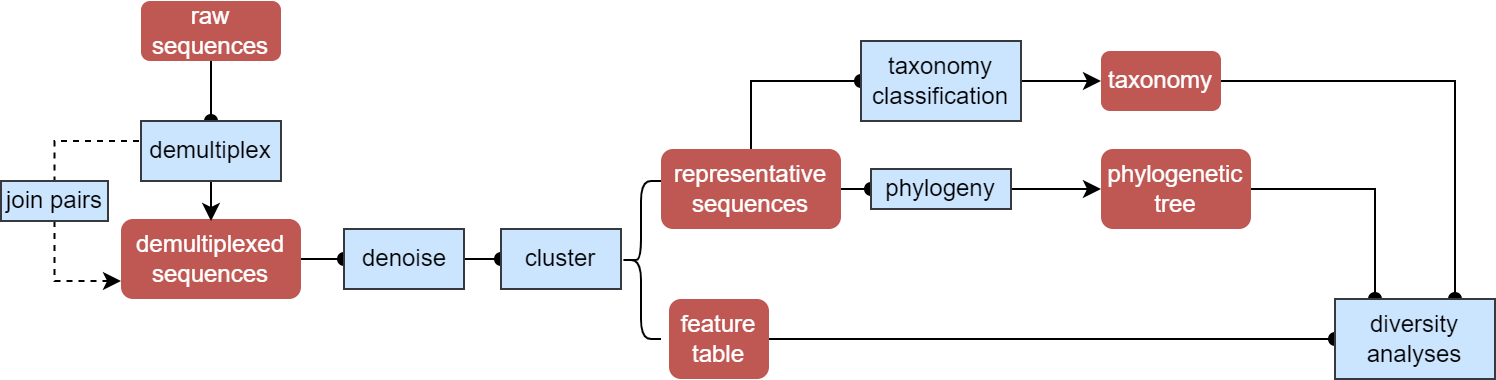 raw
sequences
demultiplex
join pairs
demultiplexed
sequences
denoise
cluster
representative
sequences
feature
table
taxonomy
classification
taxonomy
phylogeny
phylogenetic
tree
diversity
analyses